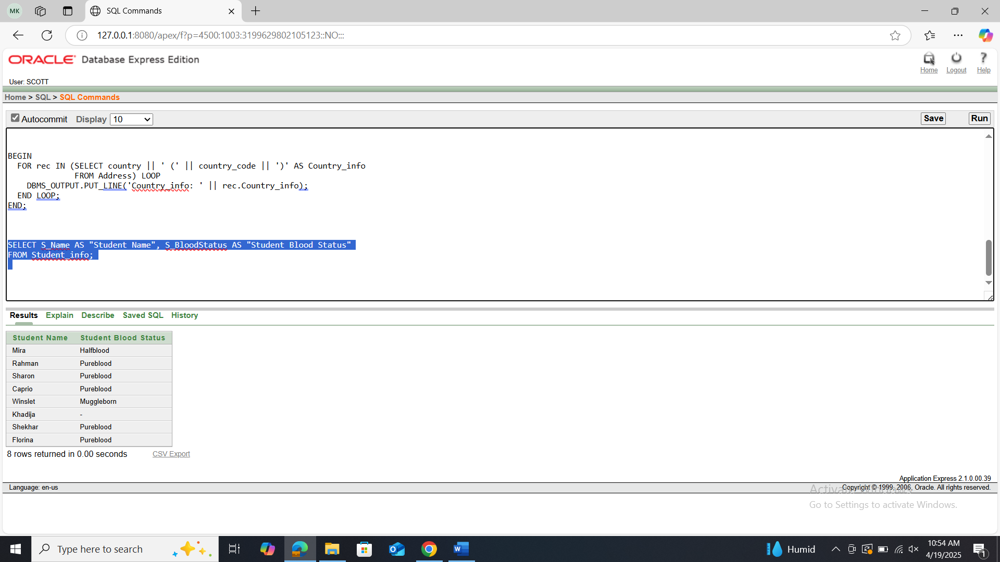 MK
SQL Commands
127.0.0.1:8080/apex/f?p=4500:1003:3199629802105123::NO:::
ORACLE Database Express Edition
Home Logout Help
User: SCOTT
Home > SQL > SQL Commands
Autocommit Display 10 Save Run
BEGIN
FOR rec IN (SELECT country || ' (' || country_code || ')' AS Country_info
FROM Address) LOOP
DBMS_OUTPUT.PUT_LINE('Country_info: ' || rec.Country_info);
END LOOP;
END;
SELECT S_Name AS "Student Name", S_BloodStatus AS "Student Blood Status"
FROM Student_info;
Results Explain Describe Saved SQL History
Student Name Student Blood Status
Mira Halfblood
Rahman Pureblood
Sharon Pureblood
Caprio Pureblood
Winslet Muggleborn
Khadija -
Shekhar Pureblood
Florina Pureblood
8 rows returned in 0.00 seconds CSV Export
Application Express 2.1.0.00.39
Language: en-us Copyright © 1999, 2006, Oracle. All rights reserved.
Activate Windows
Go to Settings to activate Windows.
Type here to search
Humid
10:54 AM
4/19/2025
1